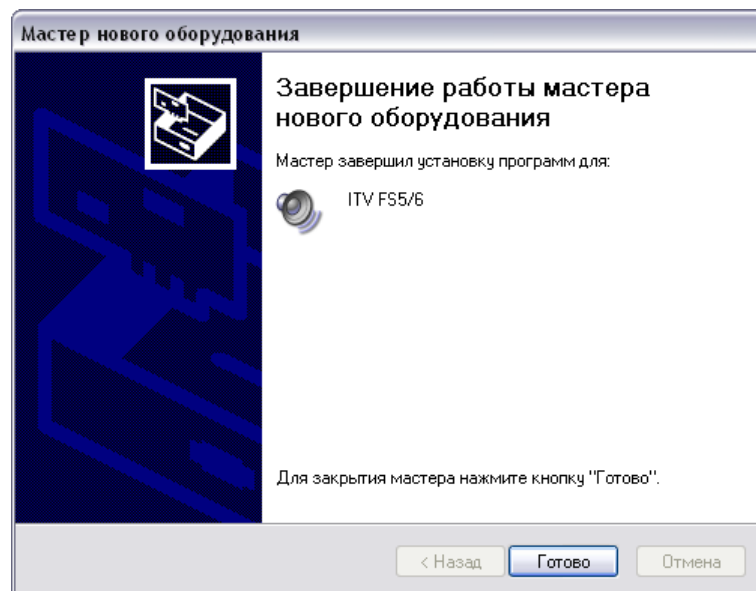 Мастер нового оборудования
Завершение работы мастера
нового оборудования
Мастер завершил установку программ для:
ITV FS5/6
Для закрытия мастера нажмите кнопку "Готово".
< Назад
Готово
Отмена